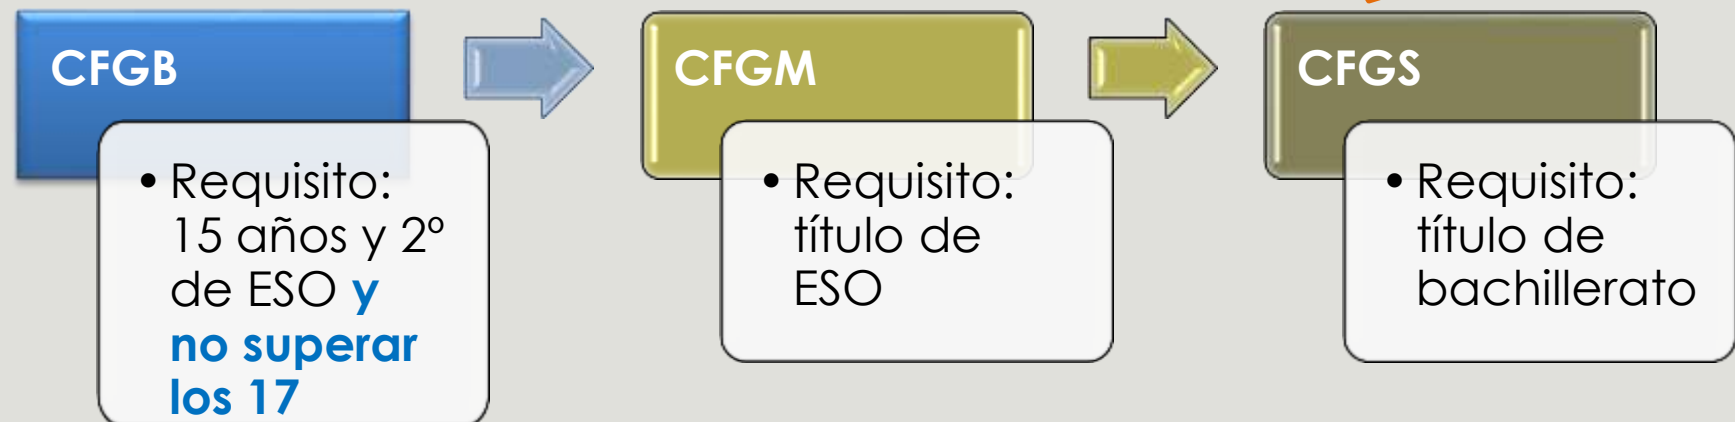 CFGB
• Requisito:
15 años y 2º
de ESO y
no superar
los 17
CFGM
• Requisito:
título de
ESO
CFGS
• Requisito:
título de
bachillerato